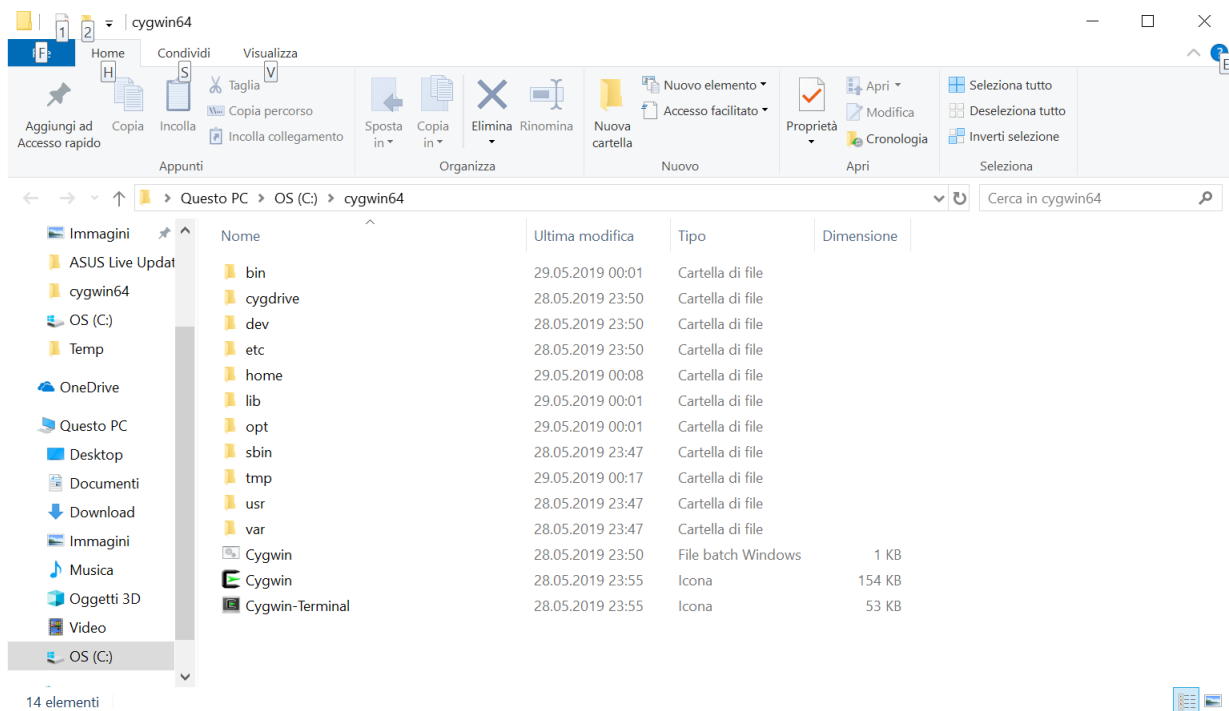 cygwin64
1
2
F
Home
Condividi
Visualizza
E
H
S
V
Aggiungi ad
Accesso rapido
Copia
Incolla
Taglia
Copia percorso
Incolla collegamento
Appunti
Sposta
in
Copia
in
Elimina
Rinomina
Organizza
Nuova
cartella
Nuovo elemento
Accesso facilitato
Nuovo
Proprietà
Apri
Modifica
Cronologia
Apri
Seleziona tutto
Deseleziona tutto
Inverti selezione
Seleziona
Questo PC > OS (C:) > cygwin64
Cerca in cygwin64
Immagini
ASUS Live Updat
cygwin64
OS (C:)
Temp
OneDrive
Questo PC
Desktop
Documenti
Download
Immagini
Musica
Oggetti 3D
Video
OS (C:)
Nome Ultima modifica Tipo Dimensione
bin 29.05.2019 00:01 Cartella di file
cygdrive 28.05.2019 23:50 Cartella di file
dev 28.05.2019 23:50 Cartella di file
etc 28.05.2019 23:50 Cartella di file
home 29.05.2019 00:08 Cartella di file
lib 29.05.2019 00:01 Cartella di file
opt 29.05.2019 00:01 Cartella di file
sbin 28.05.2019 23:47 Cartella di file
tmp 29.05.2019 00:17 Cartella di file
usr 28.05.2019 23:47 Cartella di file
var 28.05.2019 23:47 Cartella di file
Cygwin 28.05.2019 23:50 File batch Windows 1 KB
Cygwin 28.05.2019 23:55 Icona 154 KB
Cygwin-Terminal 28.05.2019 23:55 Icona 53 KB
14 elementi